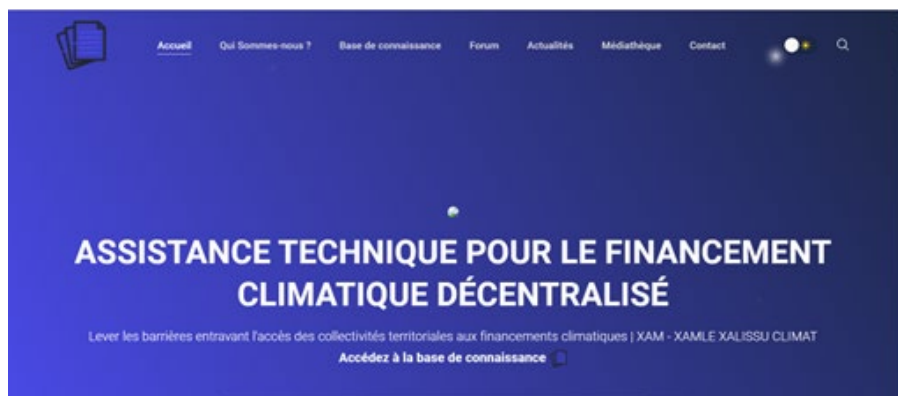 Accueil Qui Sommes-nous ? Base de connaissance Forum Actualités Médiathèque Contact
ASSISTANCE TECHNIQUE POUR LE FINANCEMENT
CLIMATIQUE DÉCENTRALISÉ
Lever les barrières entravant l'accès des collectivités territoriales aux financements climatiques | XAM - XAMLE XALISSU CLIMAT
Accédez à la base de connaissance